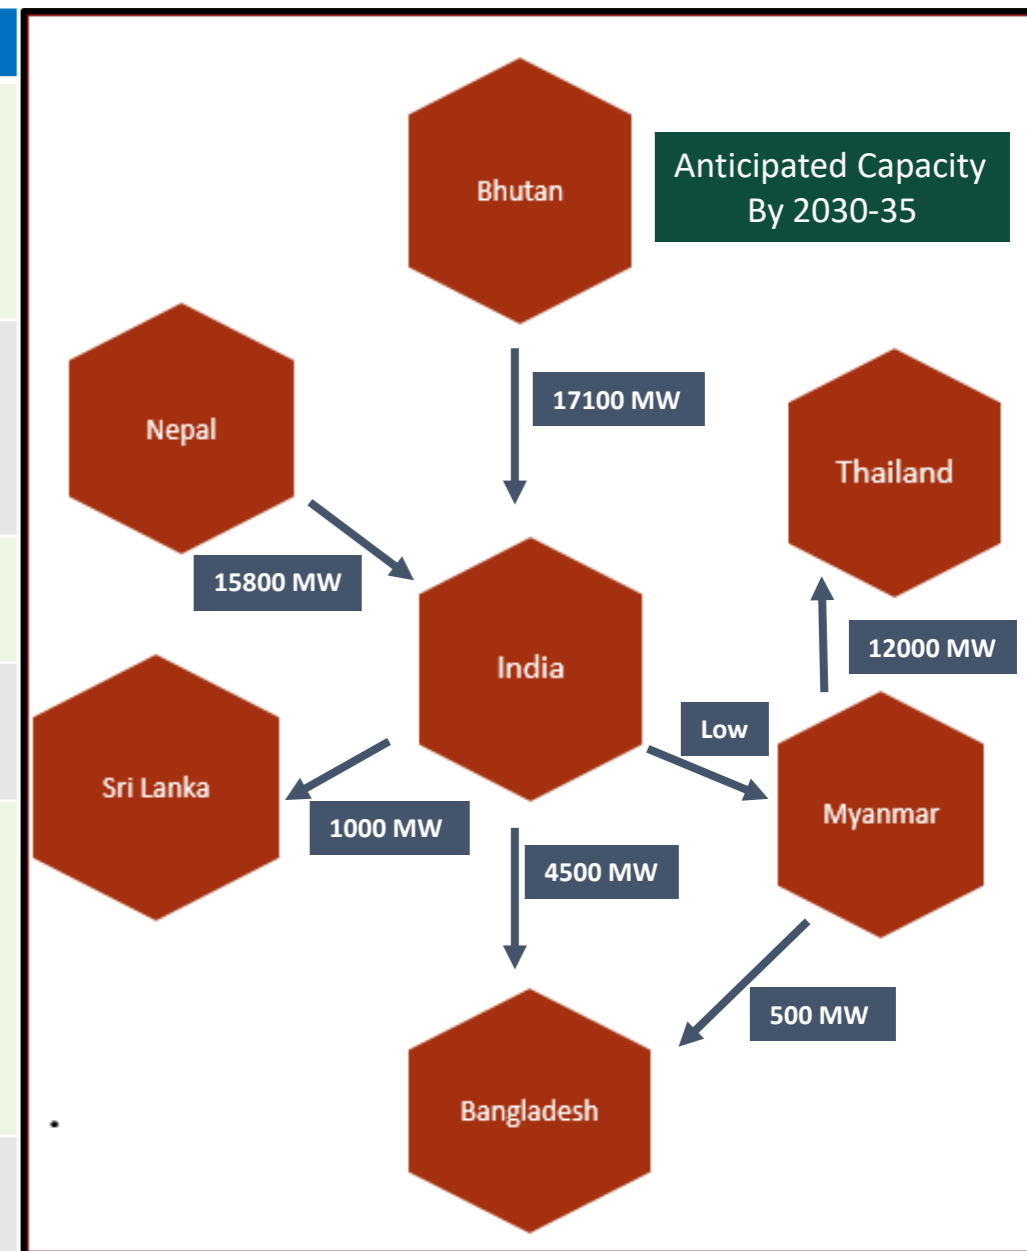 Bhutan
Anticipated Capacity
By 2030-35
17100 MW
Nepal
Thailand
15800 MW
India
12000 MW
Low
Sri Lanka
Myanmar
1000 MW
4500 MW
500 MW
Bangladesh